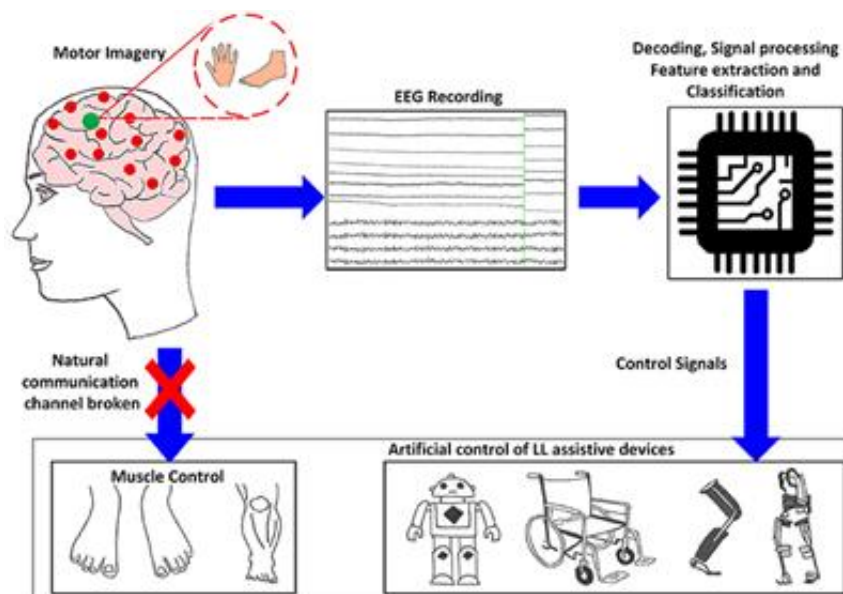 Motor Imagery
EEG Recording
Decoding, Signal processing
Feature extraction and
Classification
Natural
communication
channel broken
Control Signals
Artificial control of LL assistive devices
Muscle Control